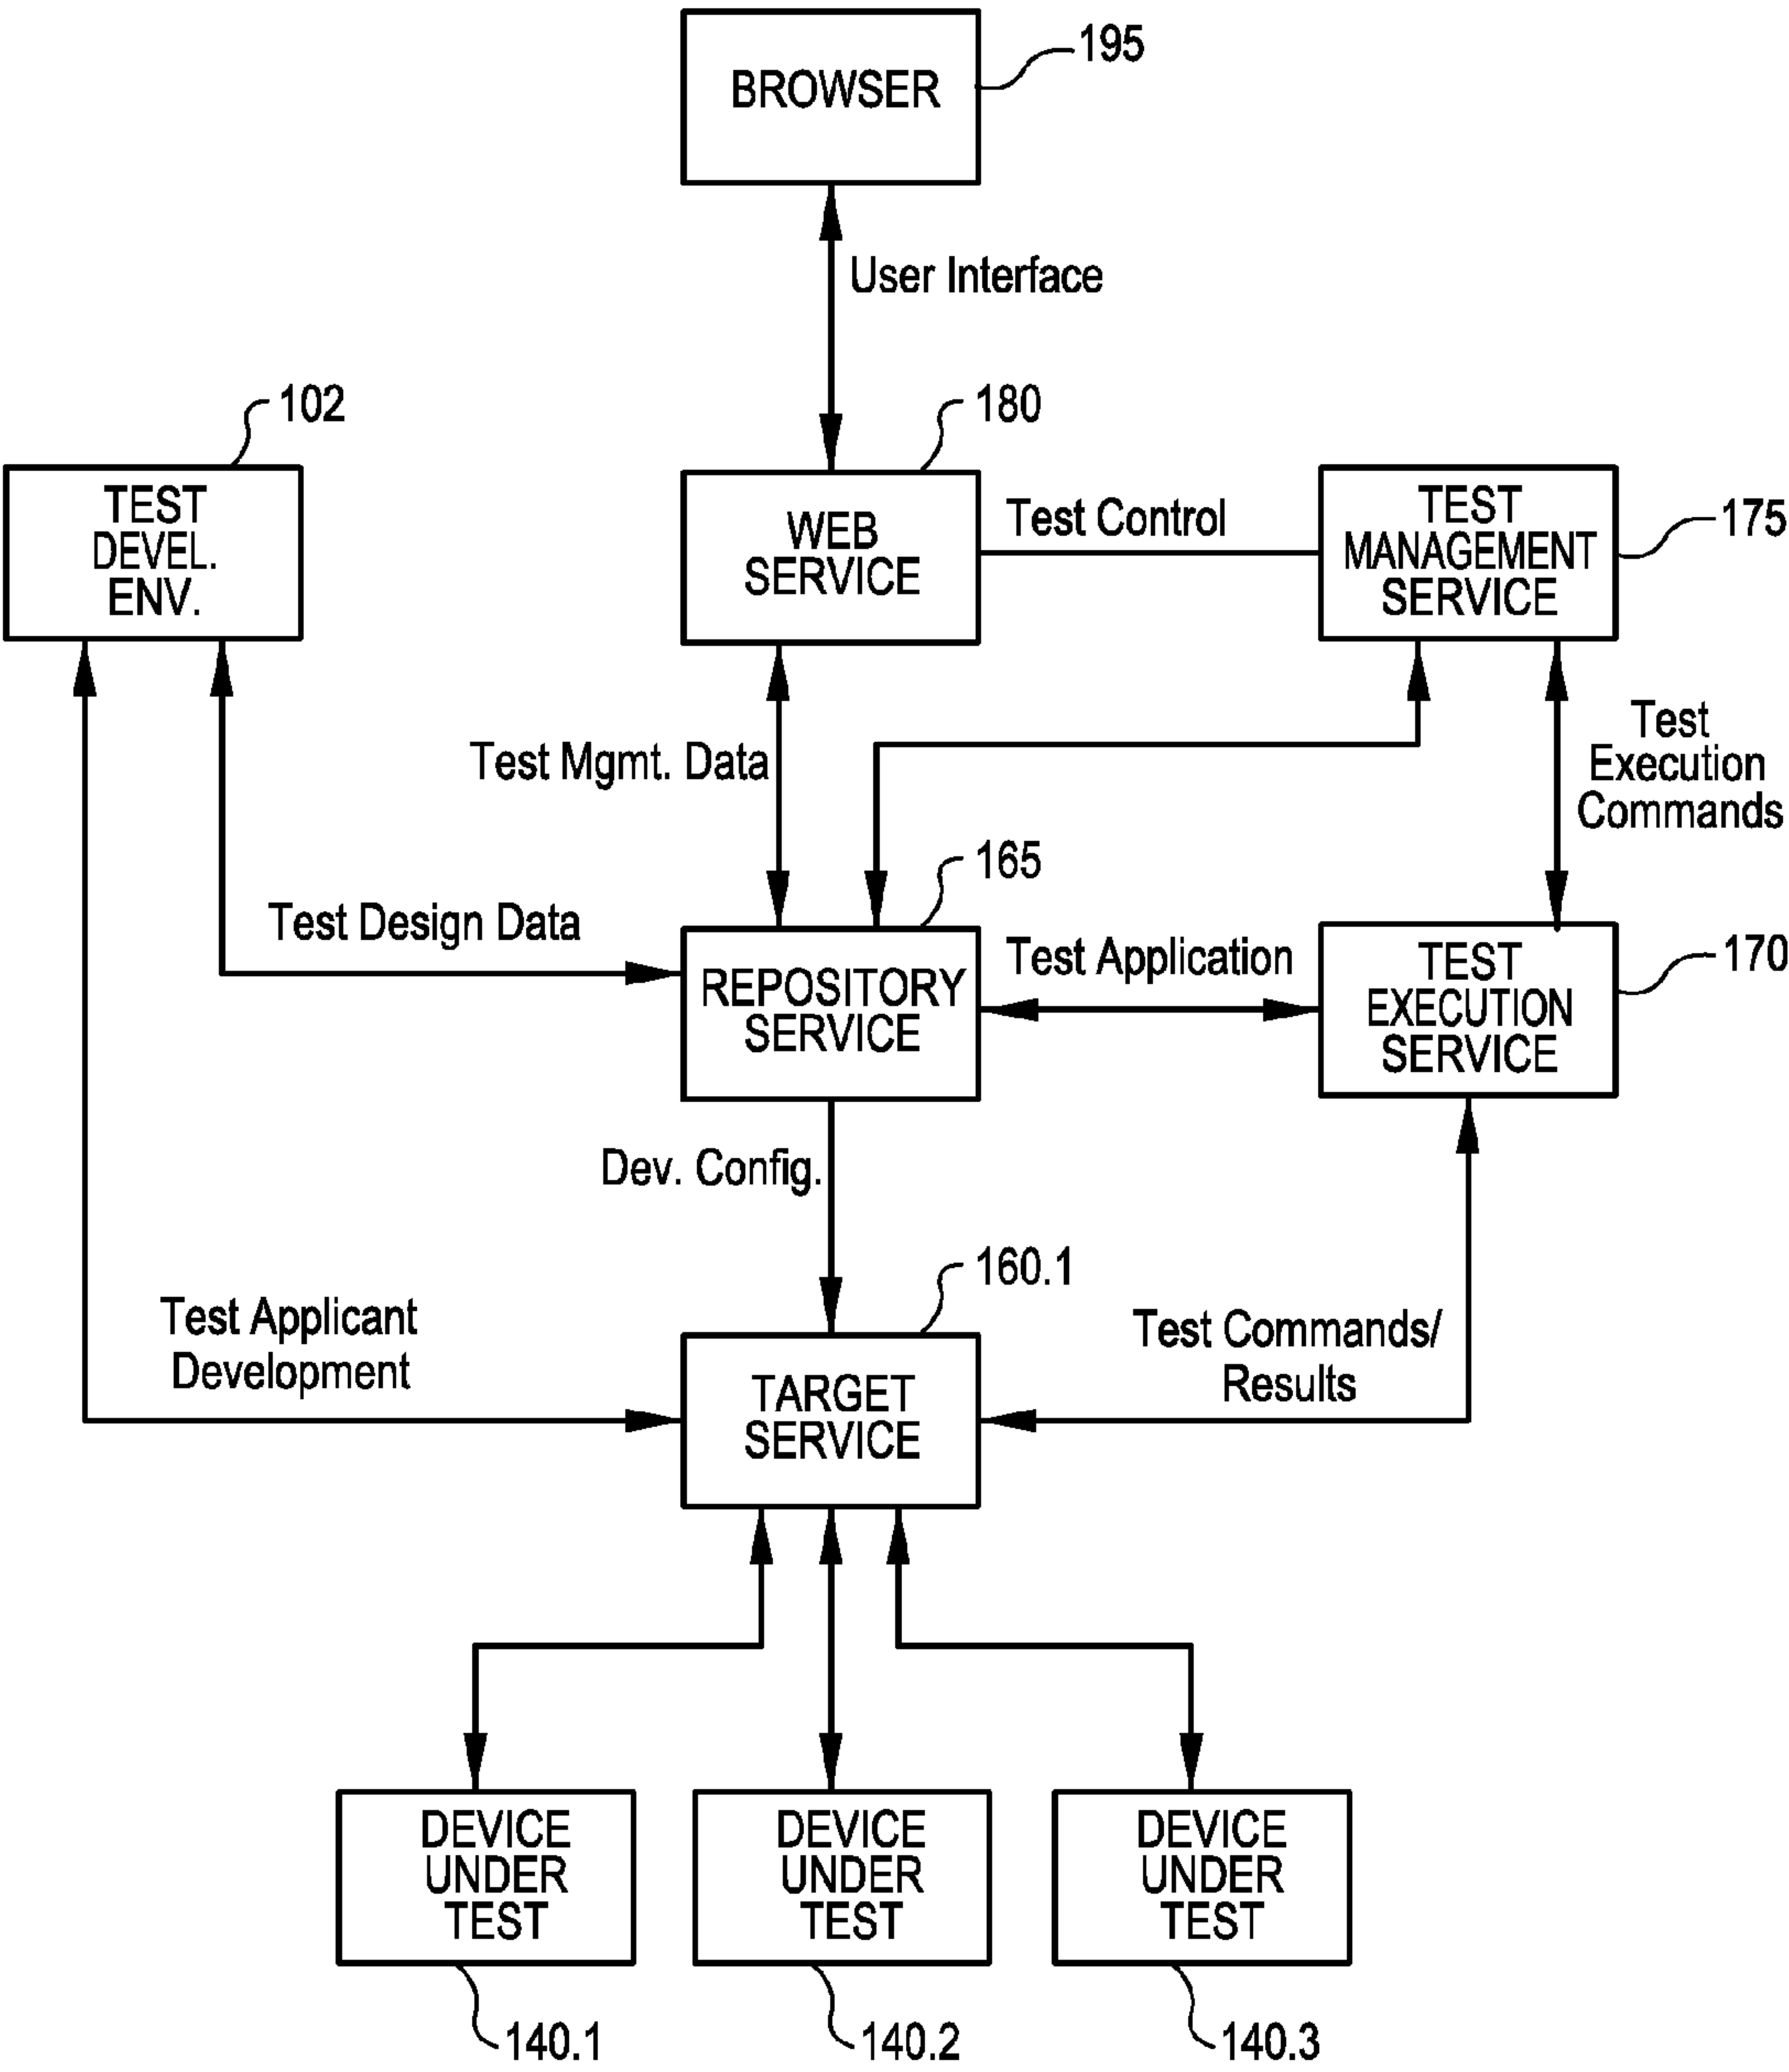 195
BROWSER
User Interface
102
180
TEST
DEVEL.
ENV.
WEB
SERVICE
Test Control
TEST
MANAGEMENT
SERVICE
175
Test Mgmt. Data
Test
Execution
Commands
165
Test Design Data
REPOSITORY
SERVICE
Test Application
TEST
EXECUTION
SERVICE
170
Dev. Config.
160.1
Test Applicant
Development
TARGET
SERVICE
Test Commands/
Results
DEVICE
UNDER
TEST
DEVICE
UNDER
TEST
DEVICE
UNDER
TEST
140.1
140.2
140.3